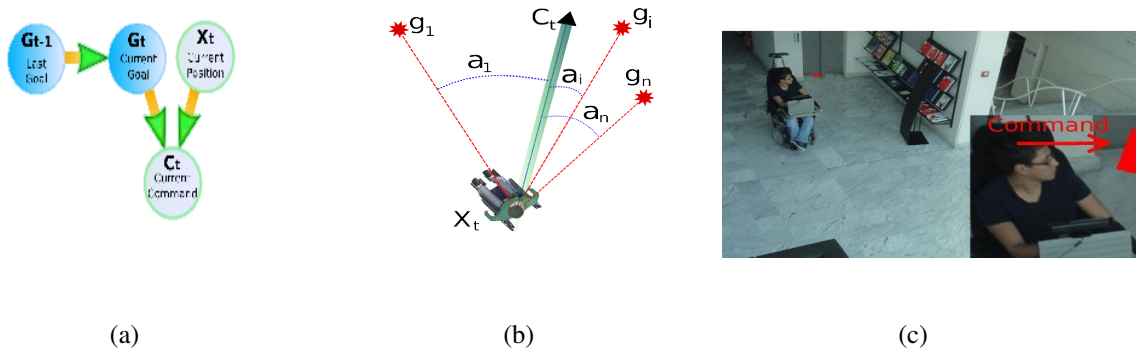 Gt-1
Last
Goal
Gt
Current
Goal
Xt
Current
Position
Ct
Current
Command
g1
Ct
gi
gn
a1
ai
an
Xt
Command
(a)
(b)
(c)